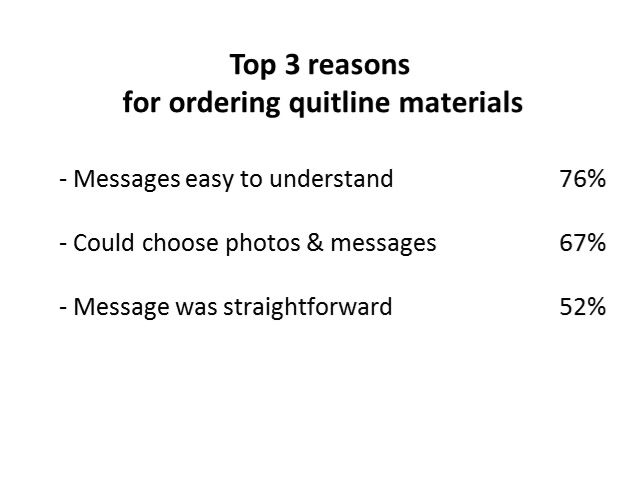 Top 3 reasons
for ordering quitline materials
- Messages easy to understand 76%
- Could choose photos & messages 67%
- Message was straightforward 52%